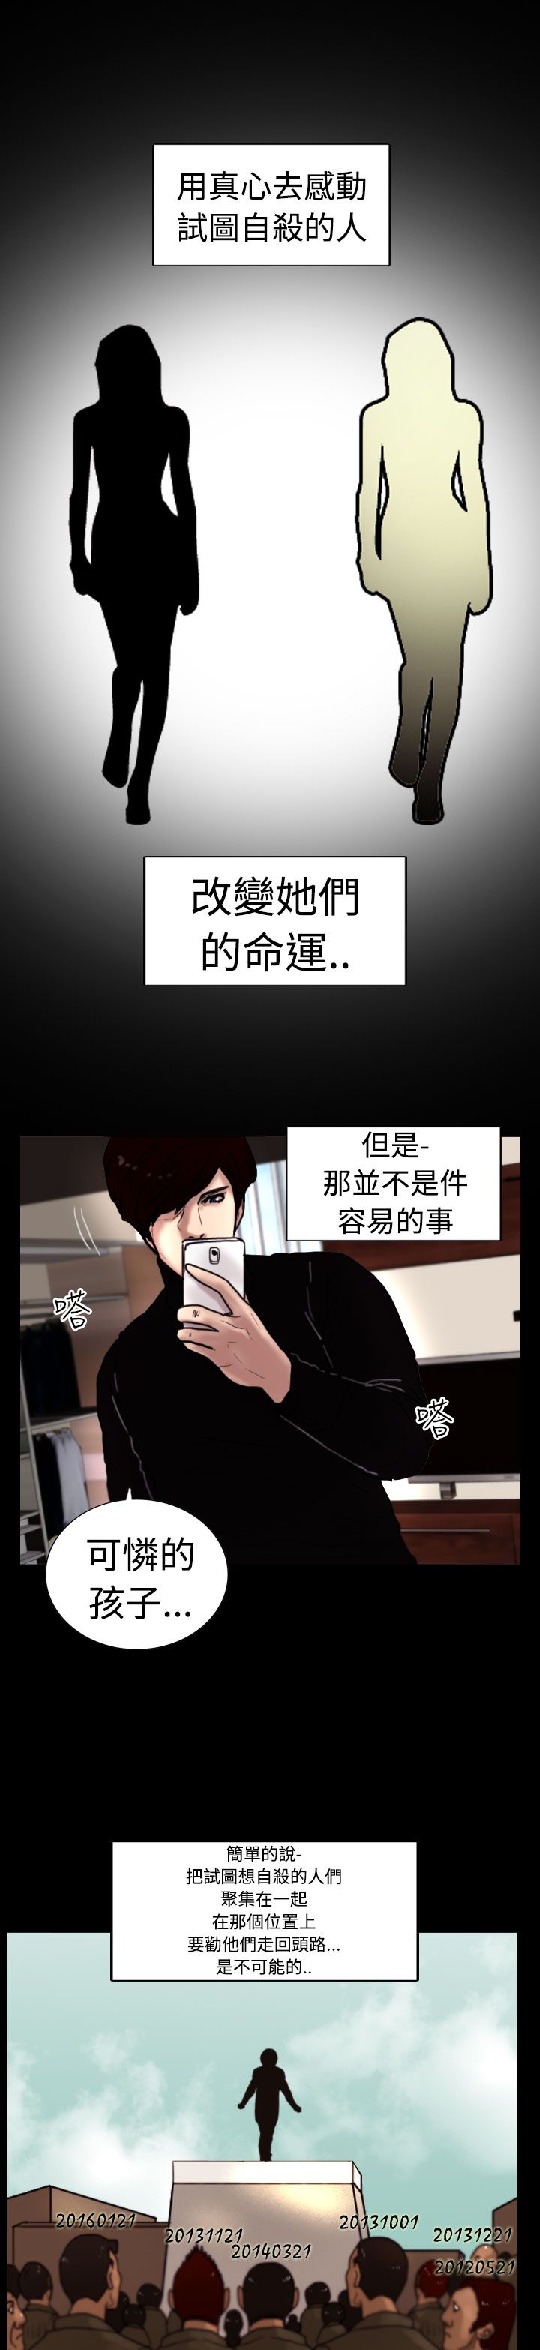 用真心去感動
試圖自殺的人
改變她們
的命運..
但是-
那並不是件
容易的事
嗒
嗒
可憐的
孩子...
簡單的說-
把試圖想自殺的人們
聚集在一起
在那個位置上
要勸他們走回頭路...
是不可能的..
20160121
20131121
20140321
20131001
20131221
20120521